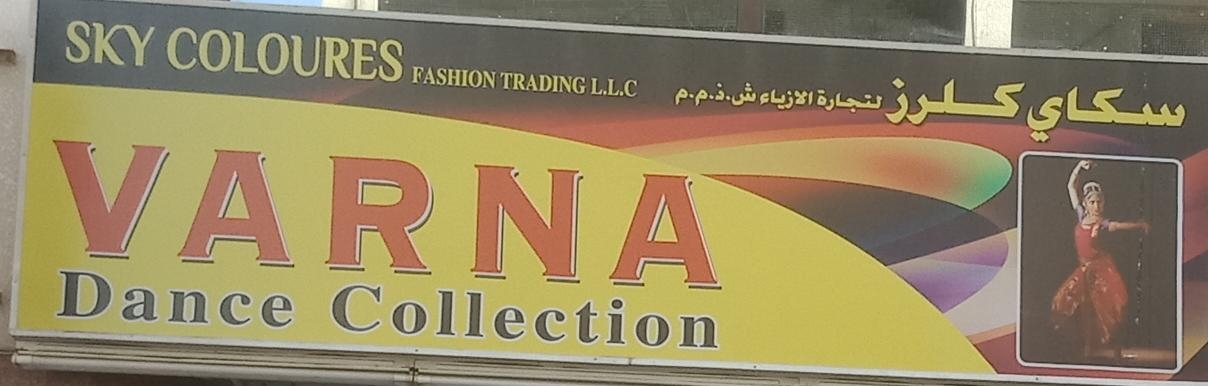 SKY COLOURES FASHION TRADING L.L.C
سكاي كلرز لتجارة الازياء ش.ذ.م.م
VARNA
Dance Collection